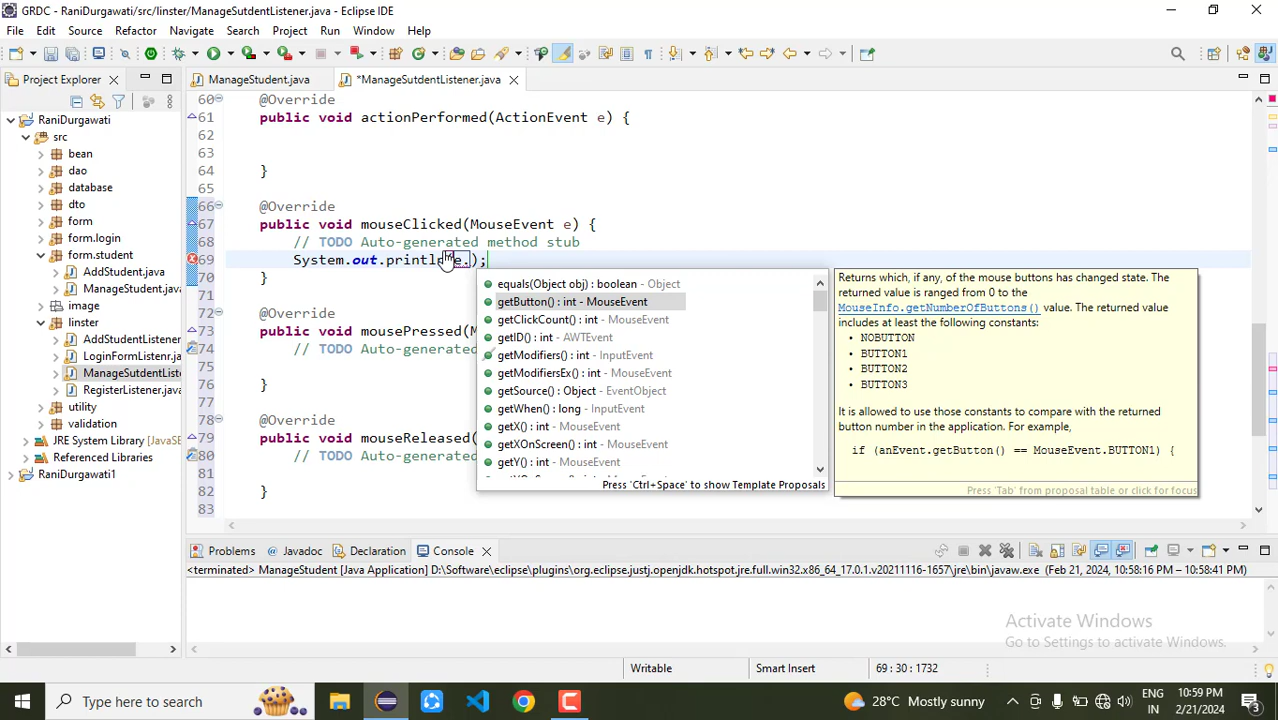 GRDC - RaniDurgawati/src/linster/ManageSutdentListener.java - Eclipse IDE
File Edit Source Refactor Navigate Search Project Run Window Help
Project Explorer
ManageStudent.java
*ManageSutdentListener.java
RaniDurgawati
src
bean
dao
database
dto
form
form.login
form.student
AddStudent.java
ManageStudent.
image
linster
AddStudentListener
LoginFormListenr.ja
ManageSutdentListe
RegisterListener.java
utility
validation
JRE System Library [JavaSE
Referenced Libraries
RaniDurgawati1
60 @Override
61 public void actionPerformed(ActionEvent e) {
62
63
64 }
65
66 @Override
67 public void mouseClicked(MouseEvent e) {
68 // TODO Auto-generated method stub
69 System.out.println(e.);
70 }
71
72 @Override
73 public void mousePressed(M
74 // TODO Auto-generated
75
76 }
77
78 @Override
79 public void mouseReleased(
80 // TODO Auto-generated
81
82 }
83
equals(Object obj) : boolean - Object
getButton() : int - MouseEvent
getClickCount() : int - MouseEvent
getID() : int - AWTEvent
getModifiers() : int - InputEvent
getModifiersEx() : int - MouseEvent
getSource() : Object - EventObject
getWhen() : long - InputEvent
getX() : int - MouseEvent
getXOnScreen() : int - MouseEvent
getY() : int - MouseEvent
Press 'Ctrl+Space' to show Template Proposals
Returns which, if any, of the mouse buttons has changed state. The
returned value is ranged from 0 to the
MouseInfo.getNumberOfButtons() value. The returned value
includes at least the following constants:
• NOBUTTON
• BUTTON1
• BUTTON2
• BUTTON3
It is allowed to use those constants to compare with the returned
button number in the application. For example,
if (anEvent.getButton() == MouseEvent.BUTTON1) {
Press 'Tab' from proposal table or click for focus
Problems Javadoc Declaration Console
<terminated> ManageStudent [Java Application] D:\Software\eclipse\plugins\org.eclipse.justj.openjdk.hotspot.jre.full.win32.x86_64_17.0.1.v20211116-1657\jre\bin\javaw.exe (Feb 21, 2024, 10:58:16 PM – 10:58:41 PM)
Activate Windows
Go to Settings to activate Windows.
Writable
Smart Insert
69 : 30 : 1732
Type here to search
28°C Mostly sunny
ENG
IN
10:59 PM
2/21/2024
3